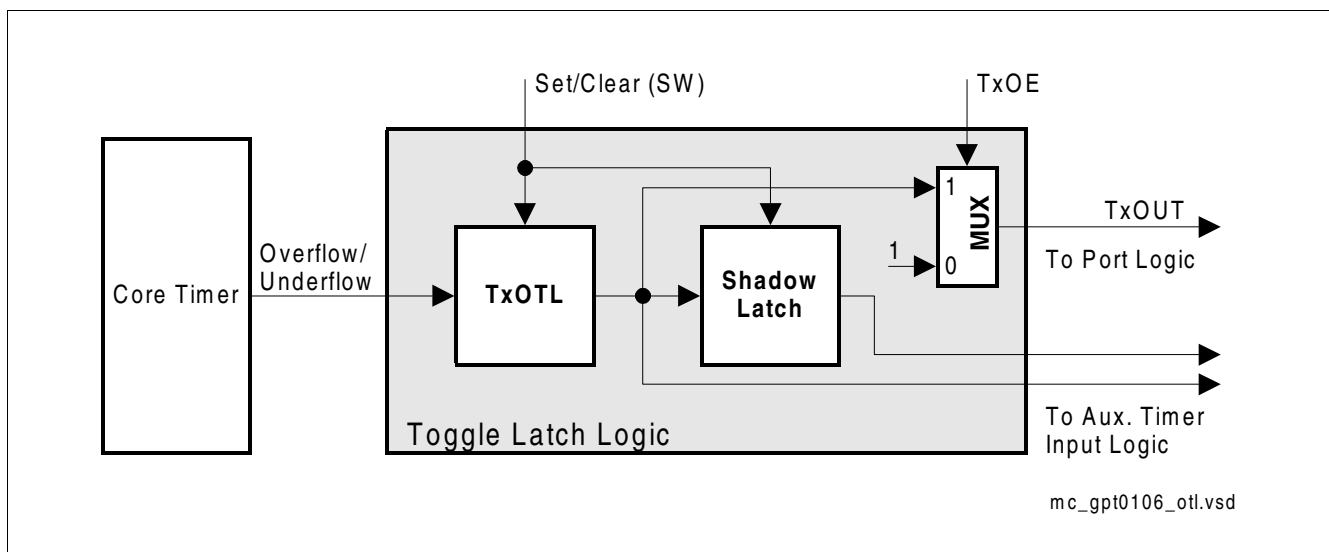 Set/Clear (SW)
TxOE
Core Timer
Overflow/
Underflow
TxOTL
Shadow
Latch
1
1
0
MUX
TxOUT
To Port Logic
To Aux. Timer
Input Logic
Toggle Latch Logic
mc_gpt0106_otl.vsd